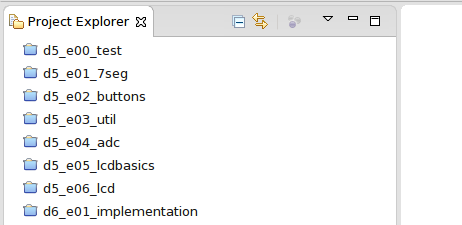 Project Explorer
d5_e00_test
d5_e01_7seg
d5_e02_buttons
d5_e03_util
d5_e04_adc
d5_e05_lcdbasics
d5_e06_lcd
d6_e01_implementation